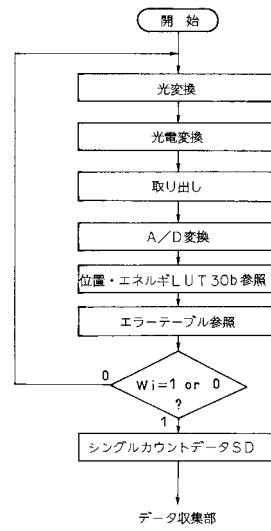 開 始
光変換
光電変換
取り出し
A/D変換
位置・エネルギLUT30b参照
エラーテーブル参照
0
Wi=1 or 0
?
1
シングルカウントデータSD
データ収集部